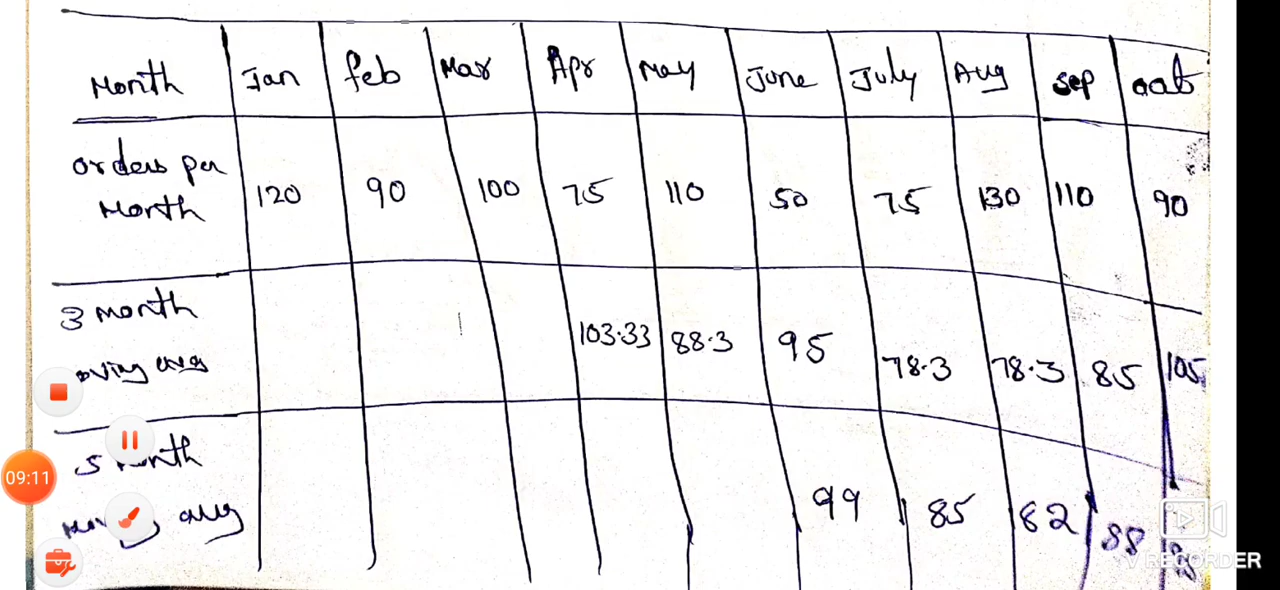 Month Jan feb Mar Apr May June July Aug sep
orders per
Month 120 90 100 75 110 50 75 130 110 90
3 month
oving avg 103.33 88.3 95 78.3 78.3 85 105
5 month
avg 99 85 82 88
09:11
RECORDER